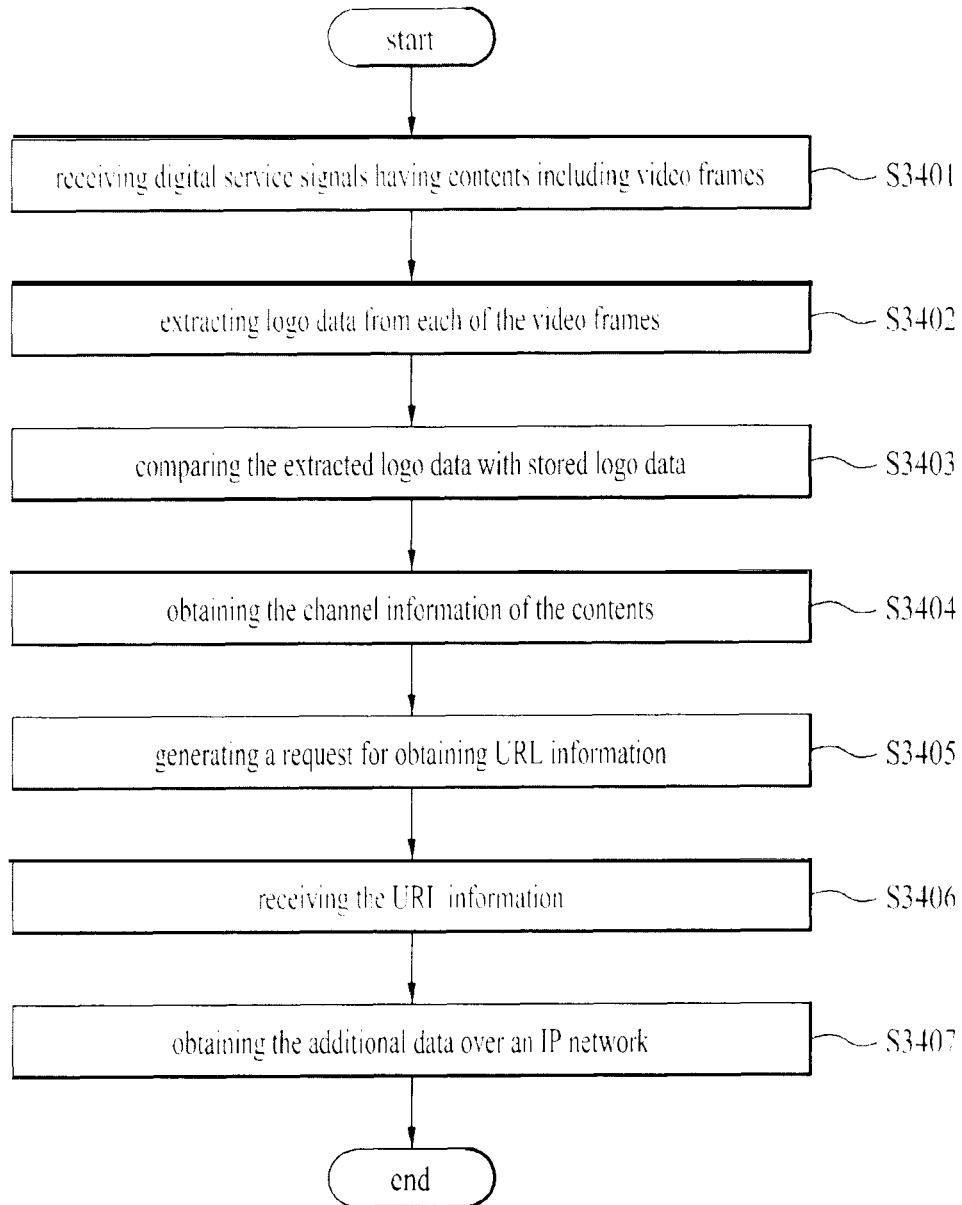 start
receiving digital service signals having contents including video frames
S3401
extracting logo data from each of the video frames
S3402
comparing the extracted logo data with stored logo data
S3403
obtaining the channel information of the contents
S3404
generating a request for obtaining URL information
S3405
receiving the URL information
S3406
obtaining the additional data over an IP network
S3407
end